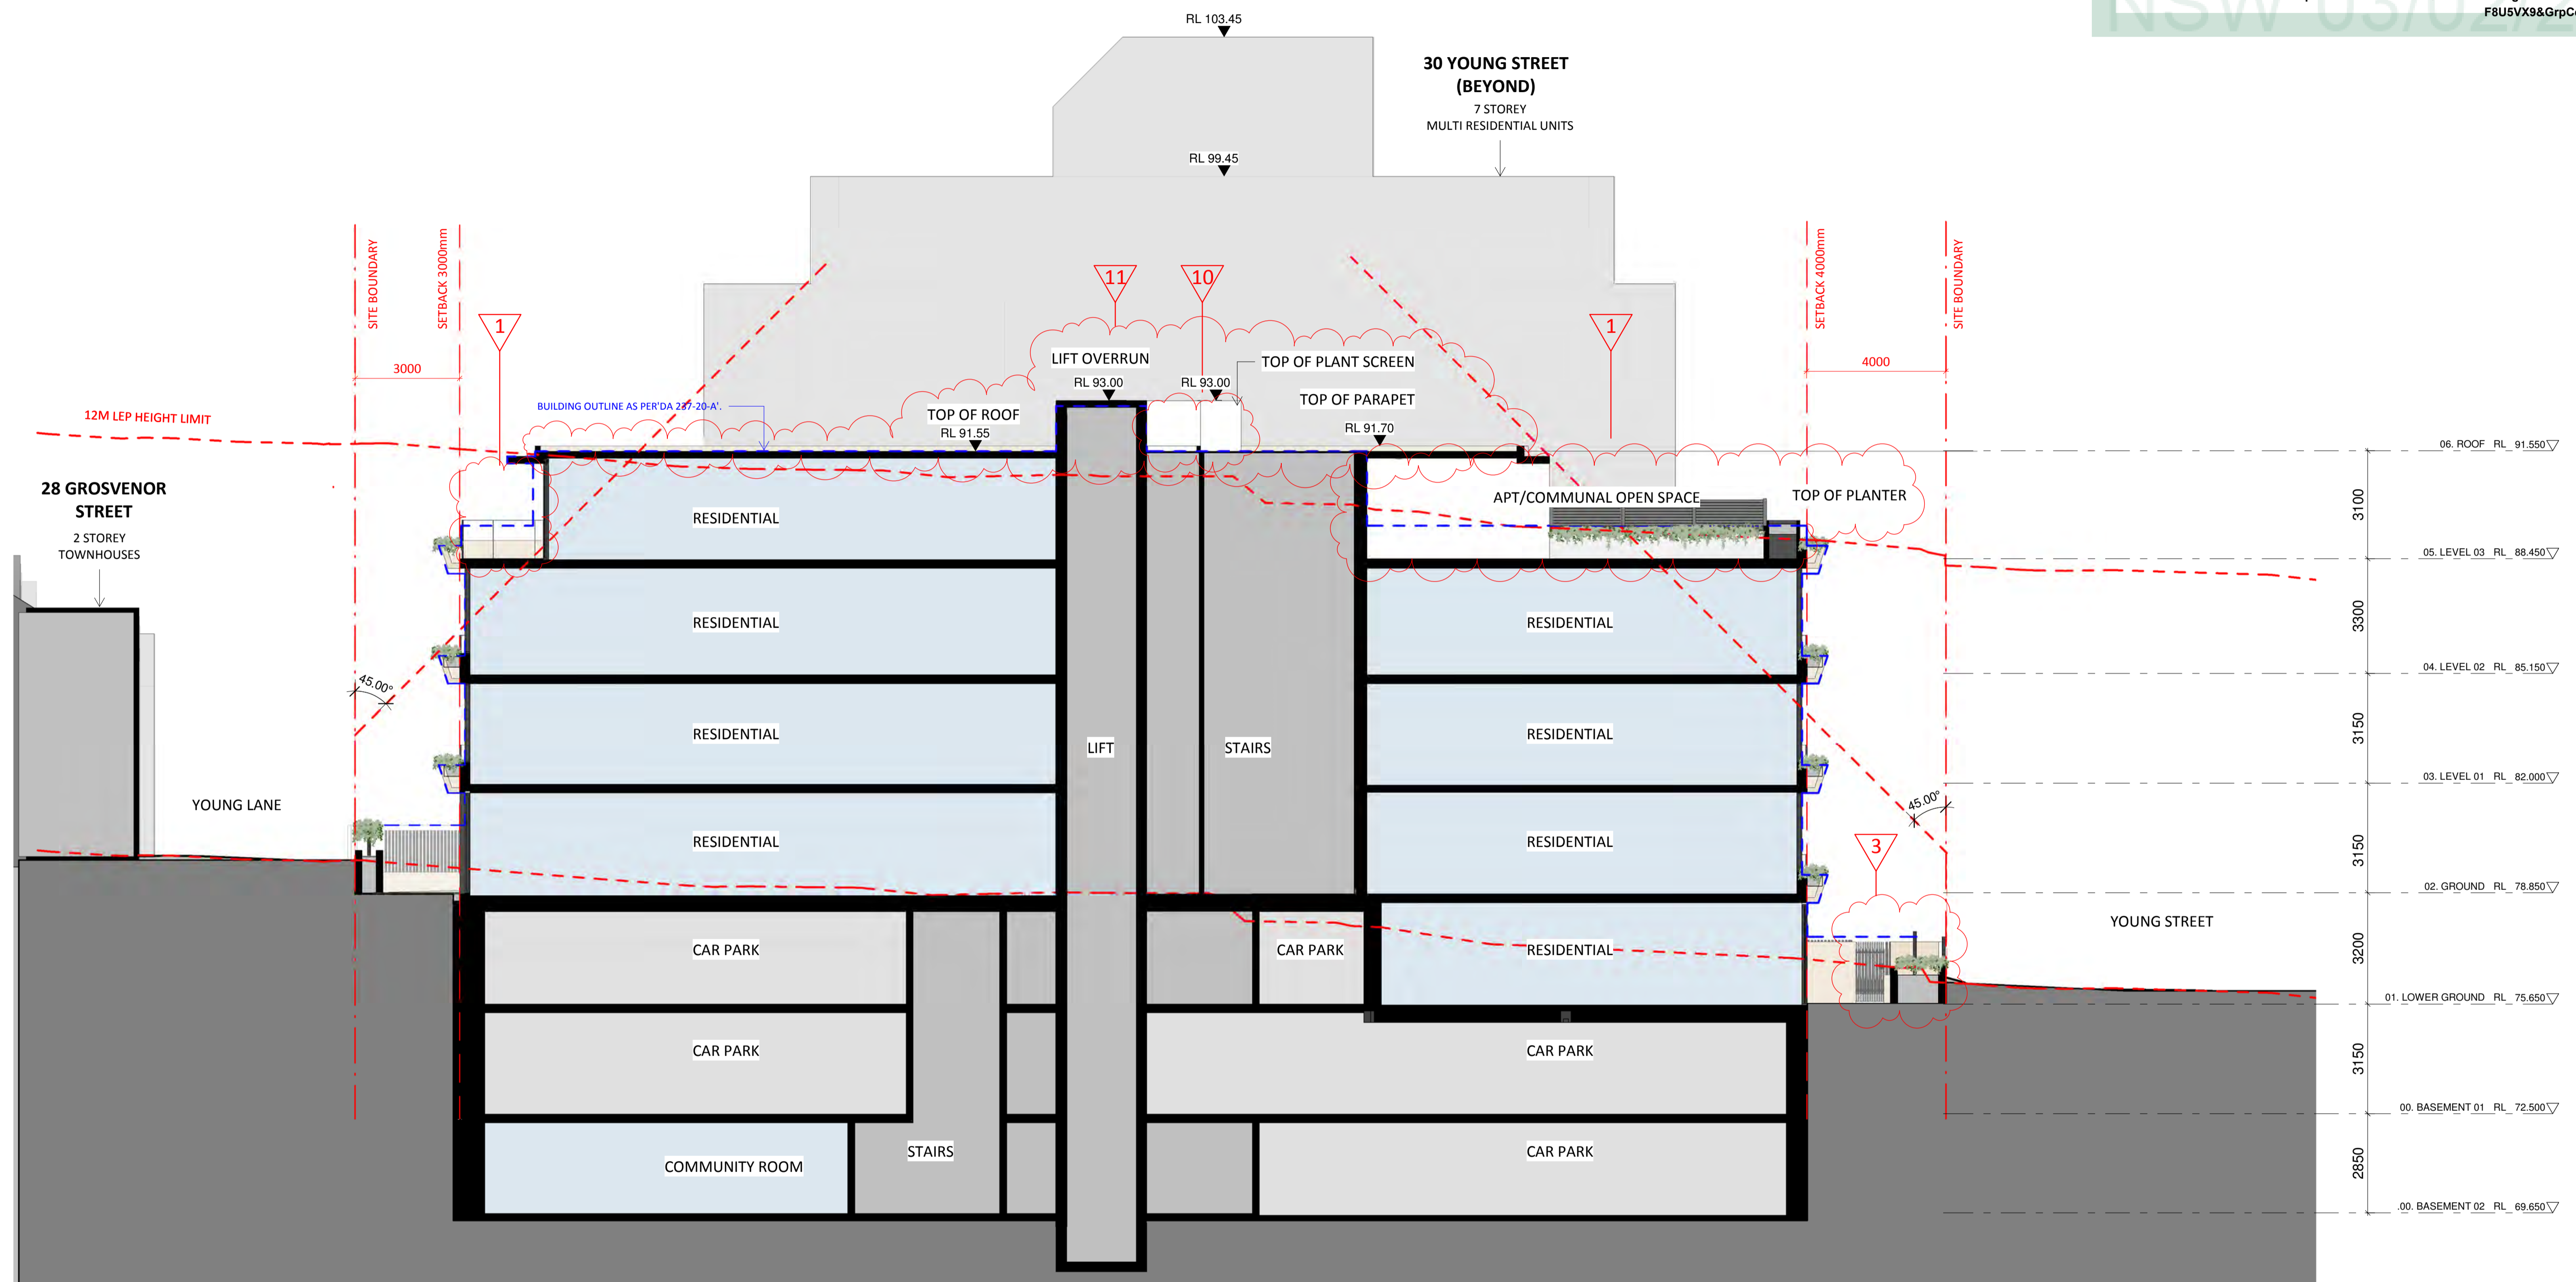 NSW 03/02/2
F8U5VX9&GrpC
RL 103.45
30 YOUNG STREET
(BEYOND)
7 STOREY
MULTI RESIDENTIAL UNITS
RL 99.45
SITE BOUNDARY
SETBACK 3000mm
SETBACK 4000mm
SITE BOUNDARY
11
10
1
1
3000
4000
LIFT OVERRUN
TOP OF PLANT SCREEN
RL 93.00
RL 93.00
TOP OF PARAPET
12M LEP HEIGHT LIMIT
BUILDING OUTLINE AS PER'DA 237-20-A'.
TOP OF ROOF
RL 91.55
RL 91.70
06. ROOF RL 91.550
28 GROSVENOR
STREET
2 STOREY
TOWNHOUSES
RESIDENTIAL
APT/COMMUNAL OPEN SPACE
TOP OF PLANTER
3100
05. LEVEL 03 RL 88.450
RESIDENTIAL
RESIDENTIAL
3300
04. LEVEL 02 RL 85.150
45.00°
RESIDENTIAL
LIFT
STAIRS
RESIDENTIAL
3150
03. LEVEL 01 RL 82.000
YOUNG LANE
45.00°
RESIDENTIAL
RESIDENTIAL
3
3150
02. GROUND RL 78.850
YOUNG STREET
CAR PARK
CAR PARK
RESIDENTIAL
3200
01. LOWER GROUND RL 75.650
CAR PARK
CAR PARK
3150
00. BASEMENT 01 RL 72.500
COMMUNITY ROOM
STAIRS
CAR PARK
2850
.00. BASEMENT 02 RL 69.650